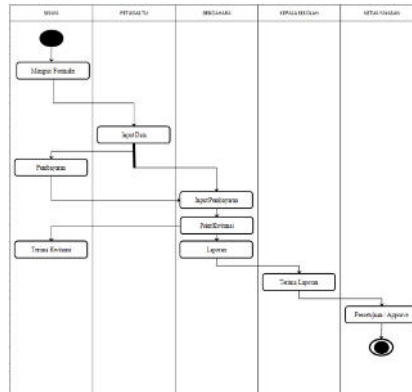 SISWA
PETUGAS TU
BENDAHARA
KEPALA SEKOLAH
KETUA YAYASAN
Mengisi Formulir
Input Data
Pembayaran
Input Pembayaran
Print Kwitansi
Terima Kwitansi
Laporan
Terima Laporan
Persetujuan / Approve